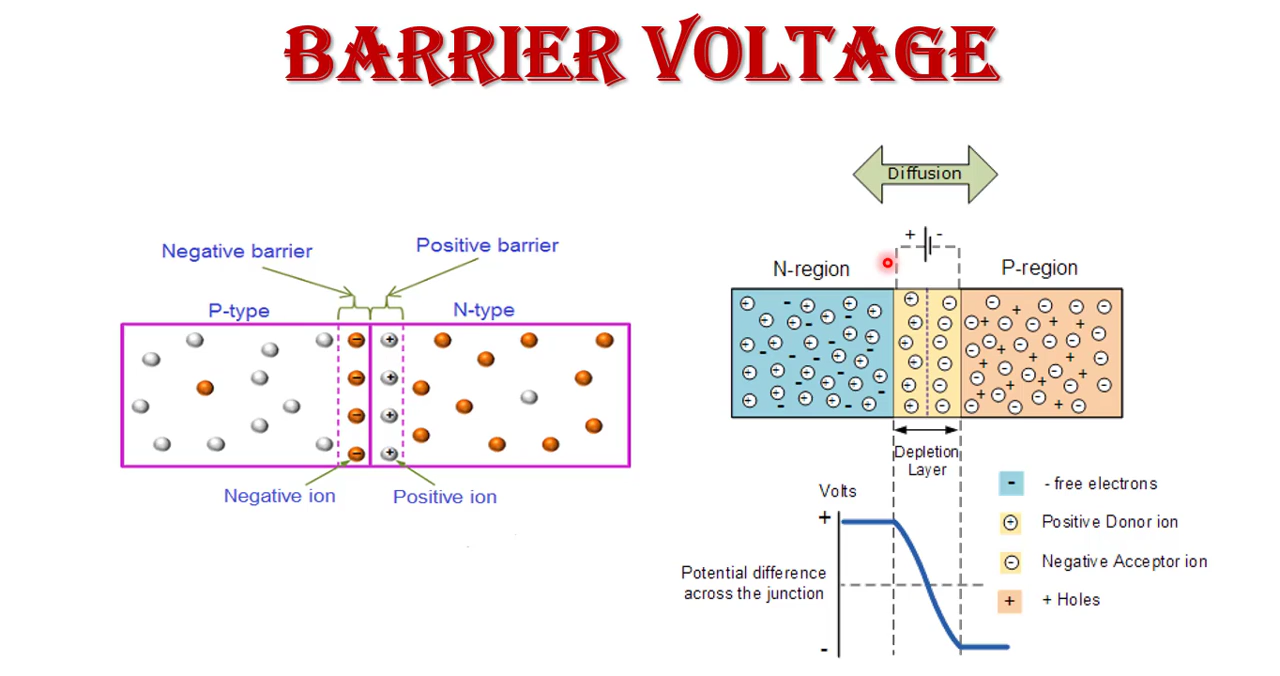 BARRIER VOLTAGE
Negative barrier
Positive barrier
P-type
N-type
Negative ion
Positive ion
Diffusion
+ -
N-region
P-region
Depletion
Layer
Volts
+
Potential difference
across the junction
-
- - free electrons
+ Positive Donor ion
- Negative Acceptor ion
+ + Holes